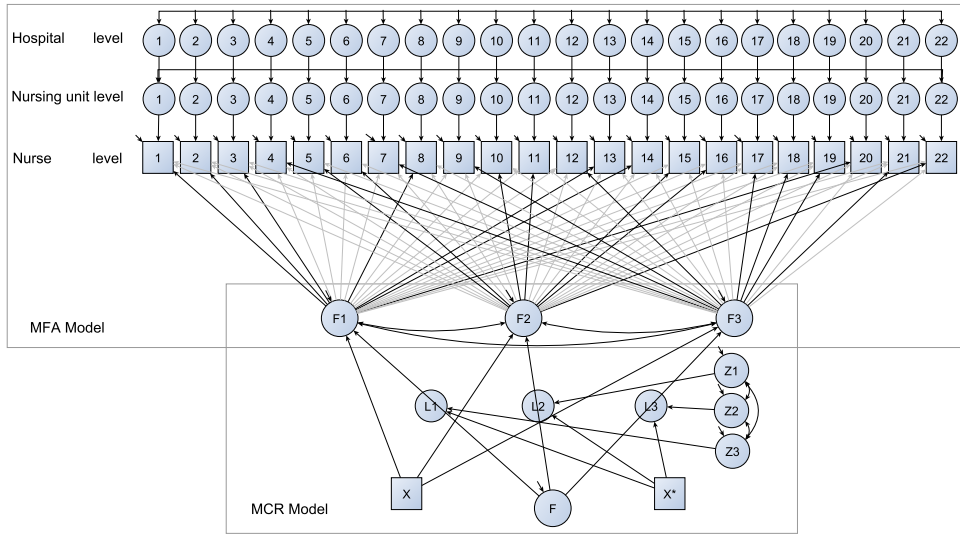 Hospital level 1 2 3 4 5 6 7 8 9 10 11 12 13 14 15 16 17 18 19 20 21 22
Nursing unit level 1 2 3 4 5 6 7 8 9 10 11 12 13 14 15 16 17 18 19 20 21 22
Nurse level 1 2 3 4 5 6 7 8 9 10 11 12 13 14 15 16 17 18 19 20 21 22
F1 F2 F3
MFA Model
Z1
L1 L2 L3 Z2
Z3
X F X*
MCR Model